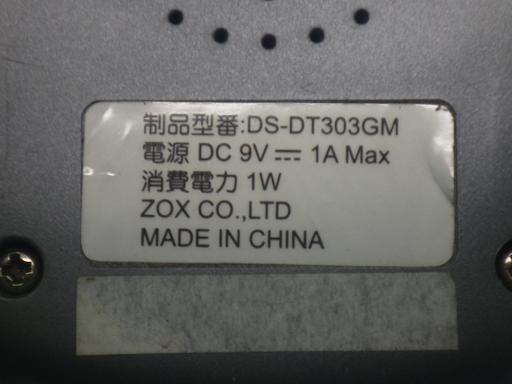 制品型番:DS-DT303GM
電源 DC 9V ⎓ 1A Max
消費電力 1W
ZOX CO.,LTD
MADE IN CHINA